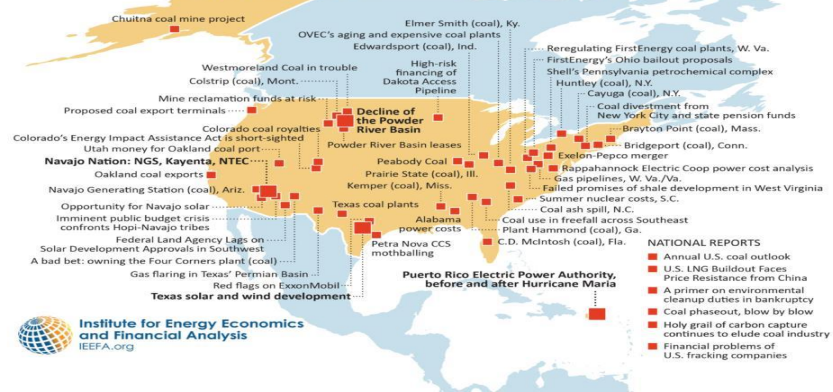 Chuitna coal mine project
Elmer Smith (coal), Ky.
OVEC's aging and expensive coal plants
Edwardsport (coal), Ind.
Reregulating FirstEnergy coal plants, W. Va.
FirstEnergy's Ohio bailout proposals
Shell's Pennsylvania petrochemical complex
Huntley (coal), N.Y.
Cayuga (coal), N.Y.
Coal divestment from
New York City and state pension funds
Brayton Point (coal), Mass.
Bridgeport (coal), Conn.
Exelon-Pepco merger
Rappahannock Electric Coop power cost analysis
Gas pipelines, W. Va./Va.
Failed promises of shale development in West Virginia
Summer nuclear costs, S.C.
Coal ash spill, N.C.
Coal use in freefall across Southeast
Plant Hammond (coal), Ga.
C.D. McIntosh (coal), Fla.
Westmoreland Coal in trouble
Colstrip (coal), Mont.
Mine reclamation funds at risk
Proposed coal export terminals
High-risk
financing of
Dakota Access
Pipeline
Decline of
the Powder
River Basin
Colorado coal royalties
Powder River Basin leases
Colorado's Energy Impact Assistance Act is short-sighted
Utah money for Oakland coal port
Navajo Nation: NGS, Kayenta, NTEC
Oakland coal exports
Peabody Coal
Prairie State (coal), Ill.
Kemper (coal), Miss.
Navajo Generating Station (coal), Ariz.
Opportunity for Navajo solar
Texas coal plants
Imminent public budget crisis
confronts Hopi-Navajo tribes
Alabama
power costs
Federal Land Agency Lags on
Solar Development Approvals in Southwest
Petra Nova CCS
mothballing
A bad bet: owning the Four Corners plant (coal)
Gas flaring in Texas' Permian Basin
Red flags on ExxonMobil
Texas solar and wind development
Puerto Rico Electric Power Authority,
before and after Hurricane Maria
NATIONAL REPORTS
Annual U.S. coal outlook
U.S. LNG Buildout Faces
Price Resistance from China
A primer on environmental
cleanup duties in bankruptcy
Coal phaseout, blow by blow
Holy grail of carbon capture
continues to elude coal industry
Financial problems of
U.S. fracking companies
Institute for Energy Economics
and Financial Analysis
IEEFA.org